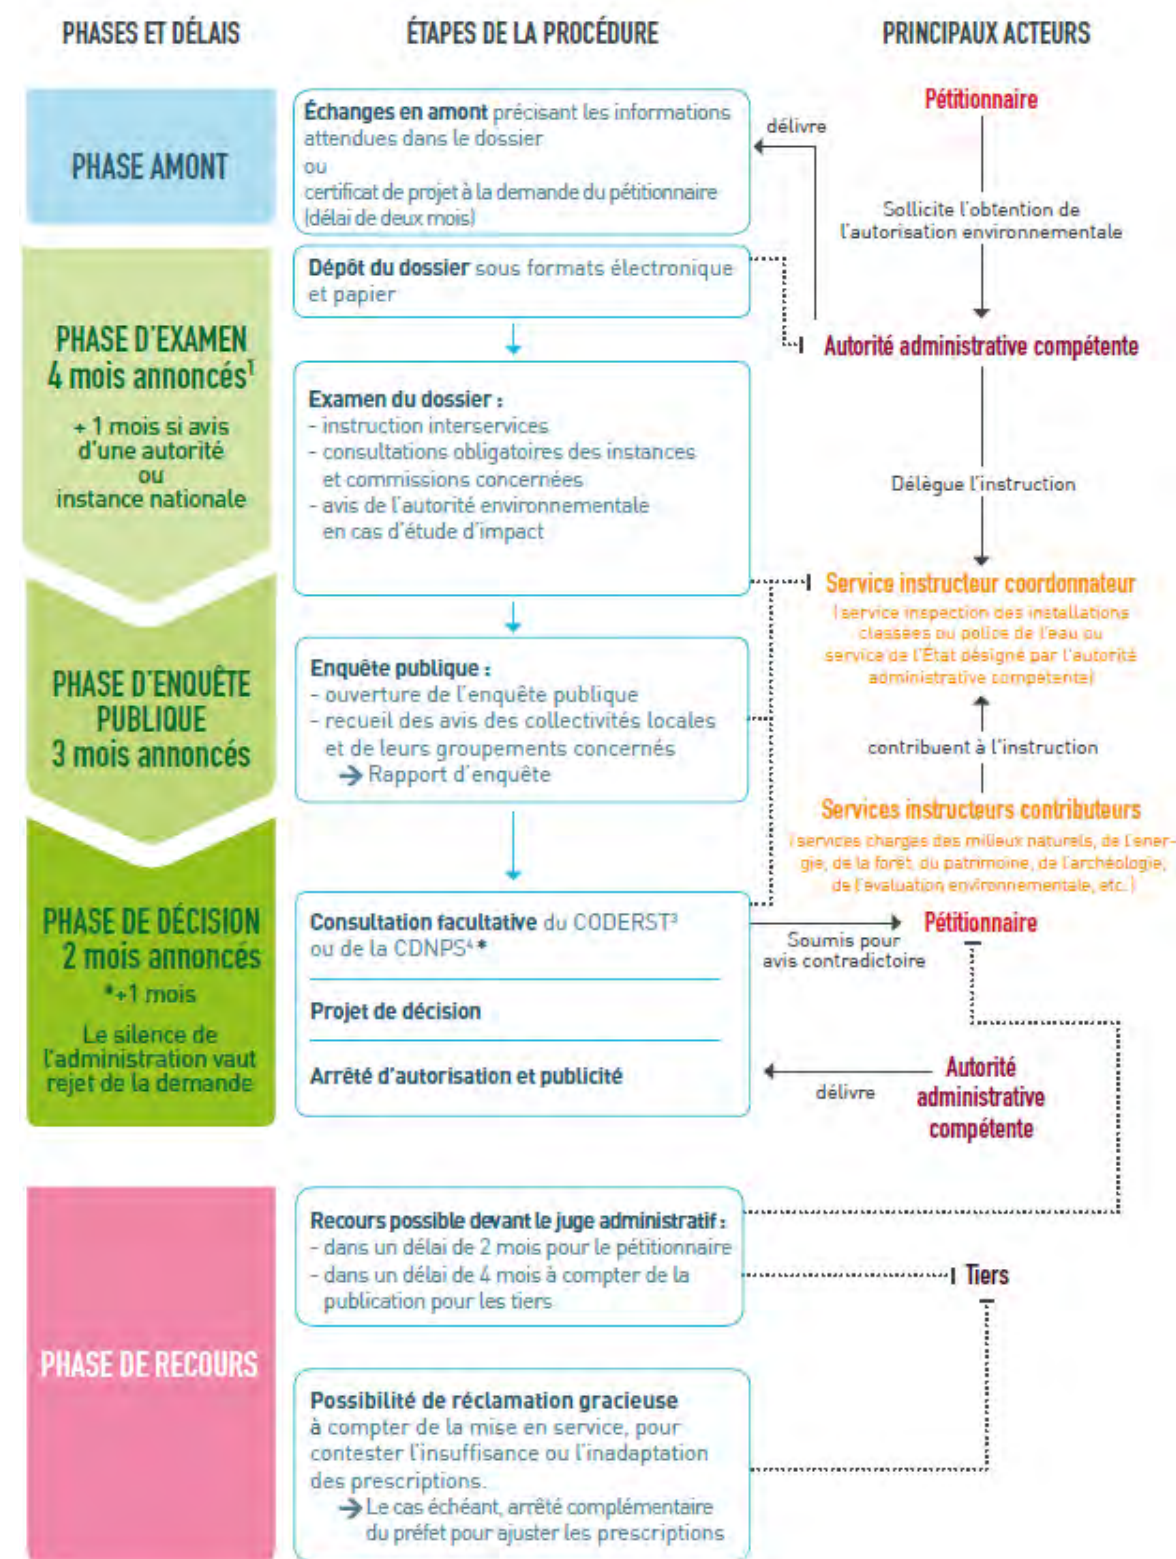 PHASES ET DÉLAIS
ÉTAPES DE LA PROCÉDURE
PRINCIPAUX ACTEURS
PHASE AMONT
Échanges en amont précisant les informations
attendues dans le dossier
ou
certificat de projet à la demande du pétitionnaire
(délai de deux mois)
délivre
Pétitionnaire
Sollicite l'obtention de
l'autorisation environnementale
PHASE D'EXAMEN
4 mois annoncés¹
+ 1 mois si avis
d'une autorité
ou
instance nationale
Dépôt du dossier sous formats électronique
et papier
Autorité administrative compétente
Examen du dossier :
- instruction interservices
- consultations obligatoires des instances
et commissions concernées
- avis de l'autorité environnementale
en cas d'étude d'impact
Délègue l'instruction
Service instructeur coordonnateur
(service inspection des installations
classées ou police de l'eau ou
service de l'État désigné par l'autorité
administrative compétente)
PHASE D'ENQUÊTE
PUBLIQUE
3 mois annoncés
Enquête publique :
- ouverture de l'enquête publique
- recueil des avis des collectivités locales
et de leurs groupements concernés
→ Rapport d'enquête
contribuent à l'instruction
Services instructeurs contributeurs
(services chargés des milieux naturels, de l'éner-
gie, de la forêt, du patrimoine, de l'archéologie,
de l'évaluation environnementale, etc.)
PHASE DE DÉCISION
2 mois annoncés
*+1 mois
Le silence de
l'administration vaut
rejet de la demande
Consultation facultative du CODERST³
ou de la CDNPS⁴*
Projet de décision
Arrêté d'autorisation et publicité
Soumis pour
avis contradictoire
Pétitionnaire
délivre
Autorité
administrative
compétente
PHASE DE RECOURS
Recours possible devant le juge administratif :
- dans un délai de 2 mois pour le pétitionnaire
- dans un délai de 4 mois à compter de la
publication pour les tiers
Tiers
Possibilité de réclamation gracieuse
à compter de la mise en service, pour
contester l'insuffisance ou l'inadaptation
des prescriptions.
→ Le cas échéant, arrêté complémentaire
du préfet pour ajuster les prescriptions